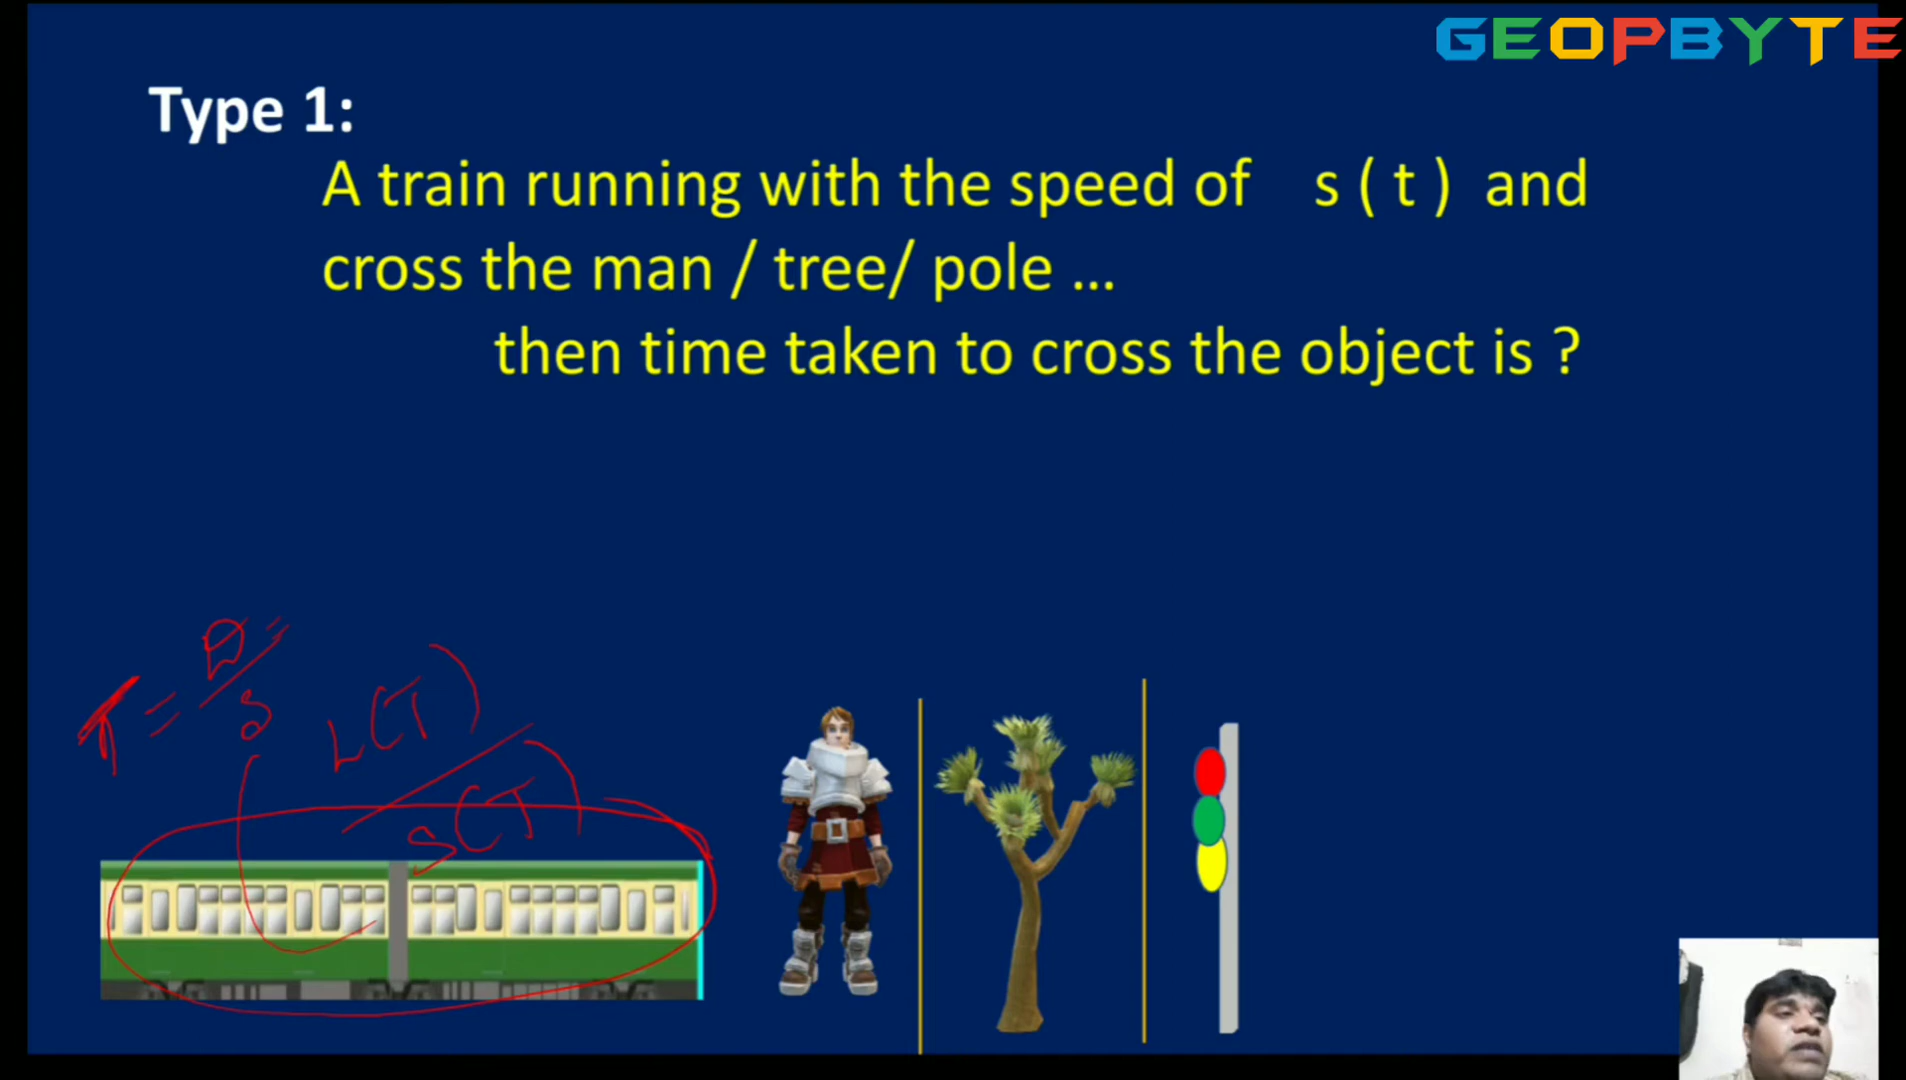 GEOPBYTE
Type 1:
A train running with the speed of s ( t ) and
cross the man / tree/ pole ...
then time taken to cross the object is ?
T = D/s
L(T)
S(T)